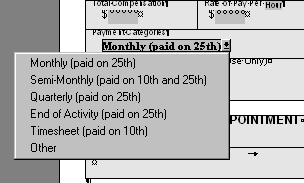 Total·Compensation¶
Rate·of·Pay·Per·Hour
$
$
Payment·Categories¶
Monthly (paid on 25th)
Monthly (paid on 25th)
Semi-Monthly (paid on 10th and 25th)
Quarterly (paid on 25th)
End of Activity (paid on 25th)
Timesheet (paid on 10th)
Other
Use·Only)¤
POINTMENT·-·